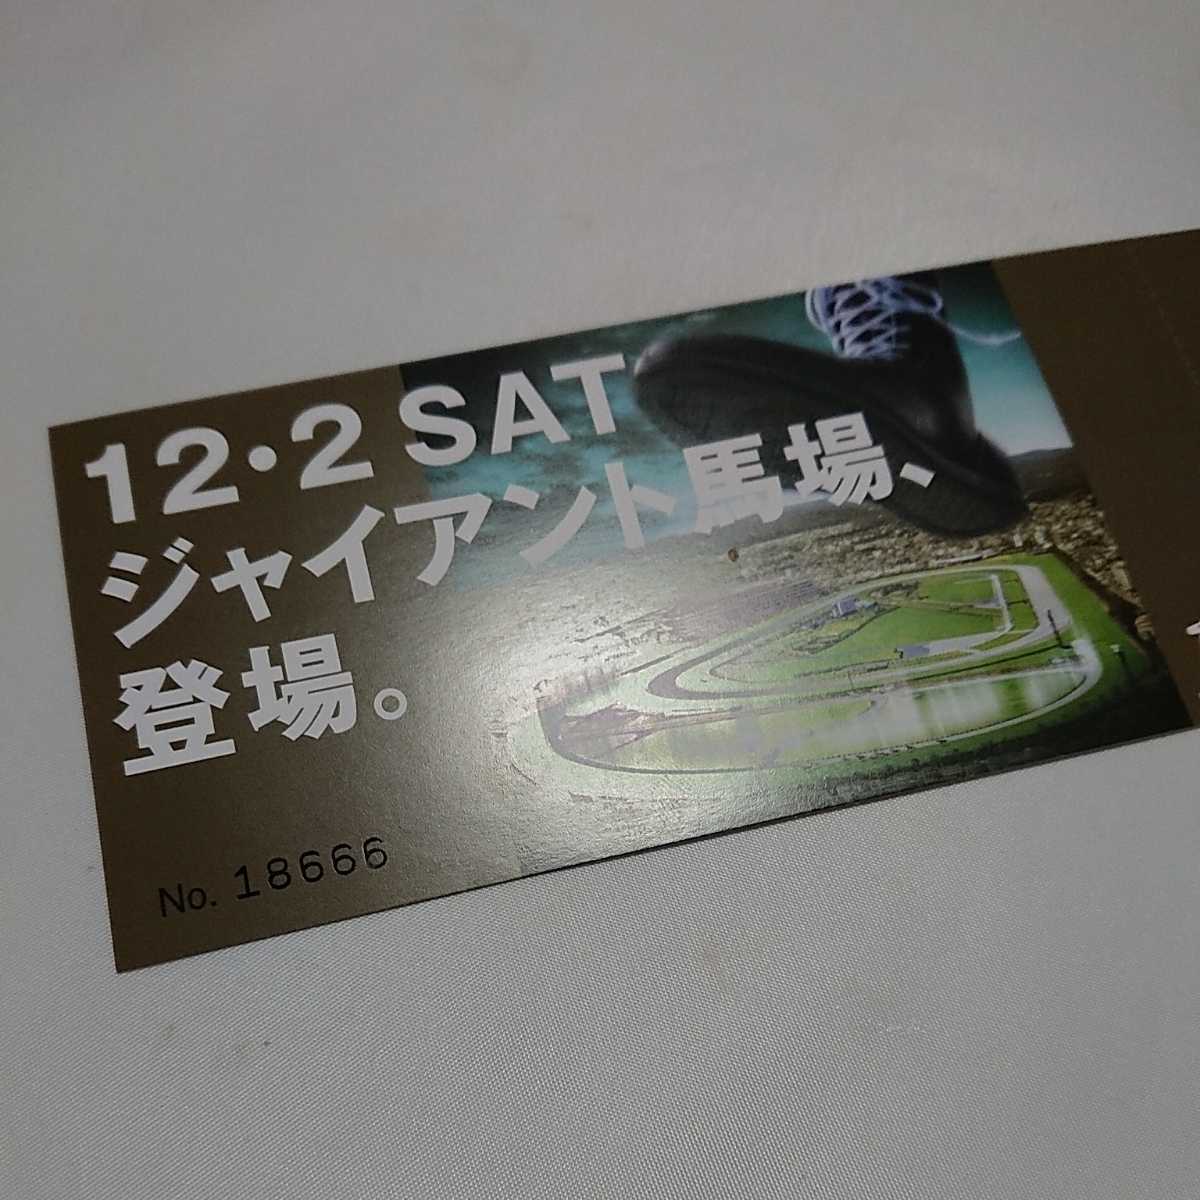 12・2 SAT
ジャイアント馬場、
登場。
No. 18666